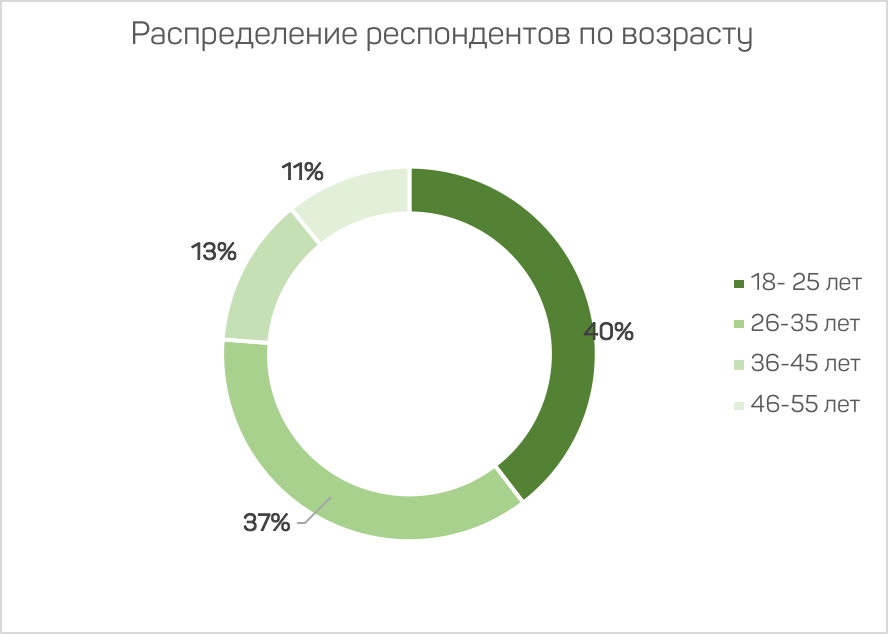 Распределение респондентов по возрасту
11%
13%
40%
37%
18- 25 лет
26-35 лет
36-45 лет
46-55 лет